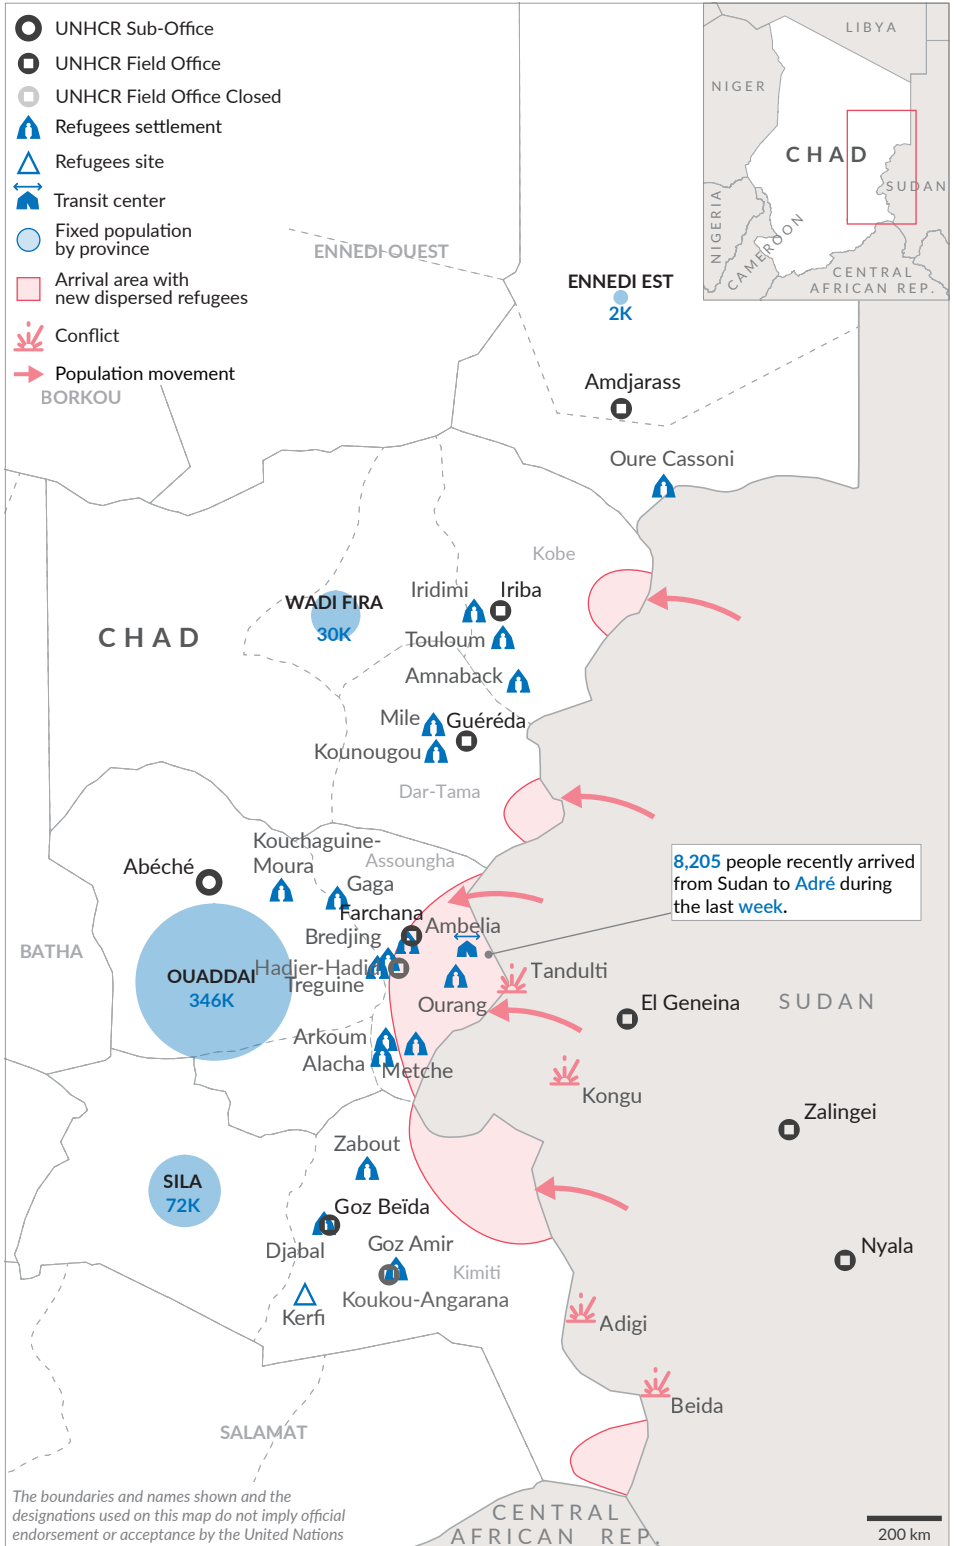 UNHCR Sub-Office
UNHCR Field Office
UNHCR Field Office Closed
Refugees settlement
Refugees site
Transit center
Fixed population
by province
Arrival area with
new dispersed refugees
Conflict
Population movement
LIBYA
NIGER
CHAD
SUDAN
NIGERIA
CAMEROON
CENTRAL
AFRICAN REP.
ENNEDI OUEST
ENNEDI EST
2K
BORKOU
Amdjarass
Oure Cassoni
Kobe
Iridimi
Iriba
WADI FIRA
30K
CHAD
Touloum
Amnaback
Mile
Guéréda
Kounougou
Dar-Tama
Kouchaguine-
Moura
Assoungha
Abéché
Gaga
8,205 people recently arrived
from Sudan to Adré during
the last week.
Farchana
Ambelia
Bredjing
BATHA
Hadjer-Hadid
Treguine
OUADDAI
346K
Tandulti
Ourang
El Geneina
SUDAN
Arkoum
Alacha
Metche
Kongu
Zalingei
Zabout
SILA
72K
Goz Beïda
Djabal
Goz Amir
Nyala
Kimiti
Koukou-Angarana
Kerfi
Adigi
Beida
SALAMAT
The boundaries and names shown and the
designations used on this map do not imply official
endorsement or acceptance by the United Nations
CENTRAL
AFRICAN REP.
200 km